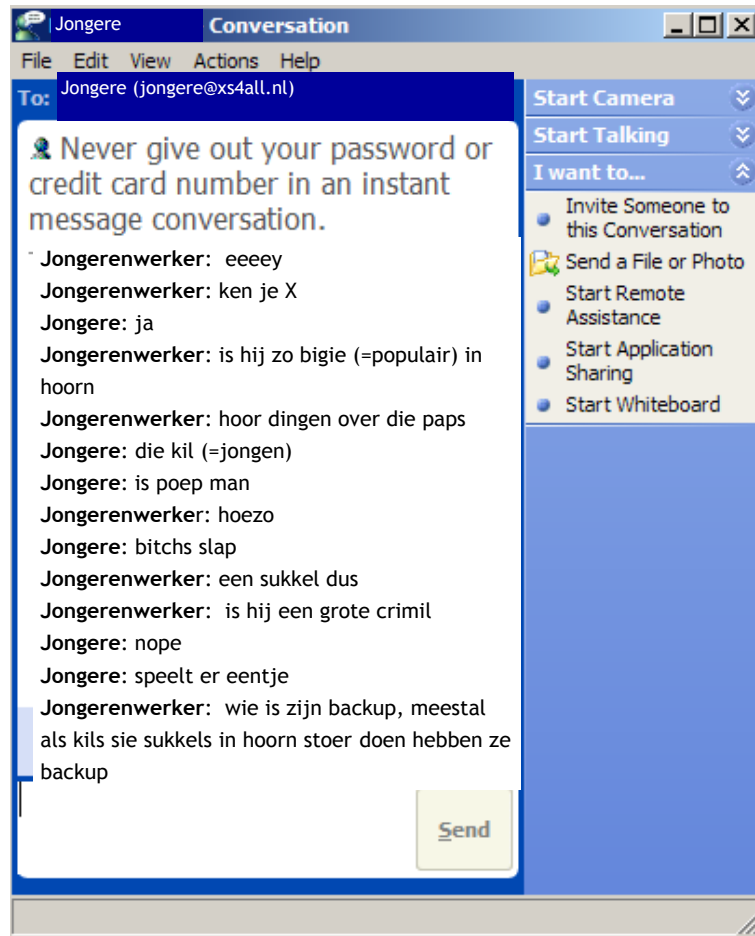 Jongere Conversation
File Edit View Actions Help
To: Jongere (jongere@xs4all.nl)
Never give out your password or
credit card number in an instant
message conversation.
Jongerenwerker: eeeey
Jongerenwerker: ken je X
Jongere: ja
Jongerenwerker: is hij zo bigie (=populair) in
hoorn
Jongerenwerker: hoor dingen over die paps
Jongere: die kil (=jongen)
Jongere: is poep man
Jongerenwerker: hoezo
Jongere: bitchs slap
Jongerenwerker: een sukkel dus
Jongerenwerker: is hij een grote crimil
Jongere: nope
Jongere: speelt er eentje
Jongerenwerker: wie is zijn backup, meestal
als kils sie sukkels in hoorn stoer doen hebben ze
backup
Send
Start Camera
Start Talking
I want to...
Invite Someone to
this Conversation
Send a File or Photo
Start Remote
Assistance
Start Application
Sharing
Start Whiteboard